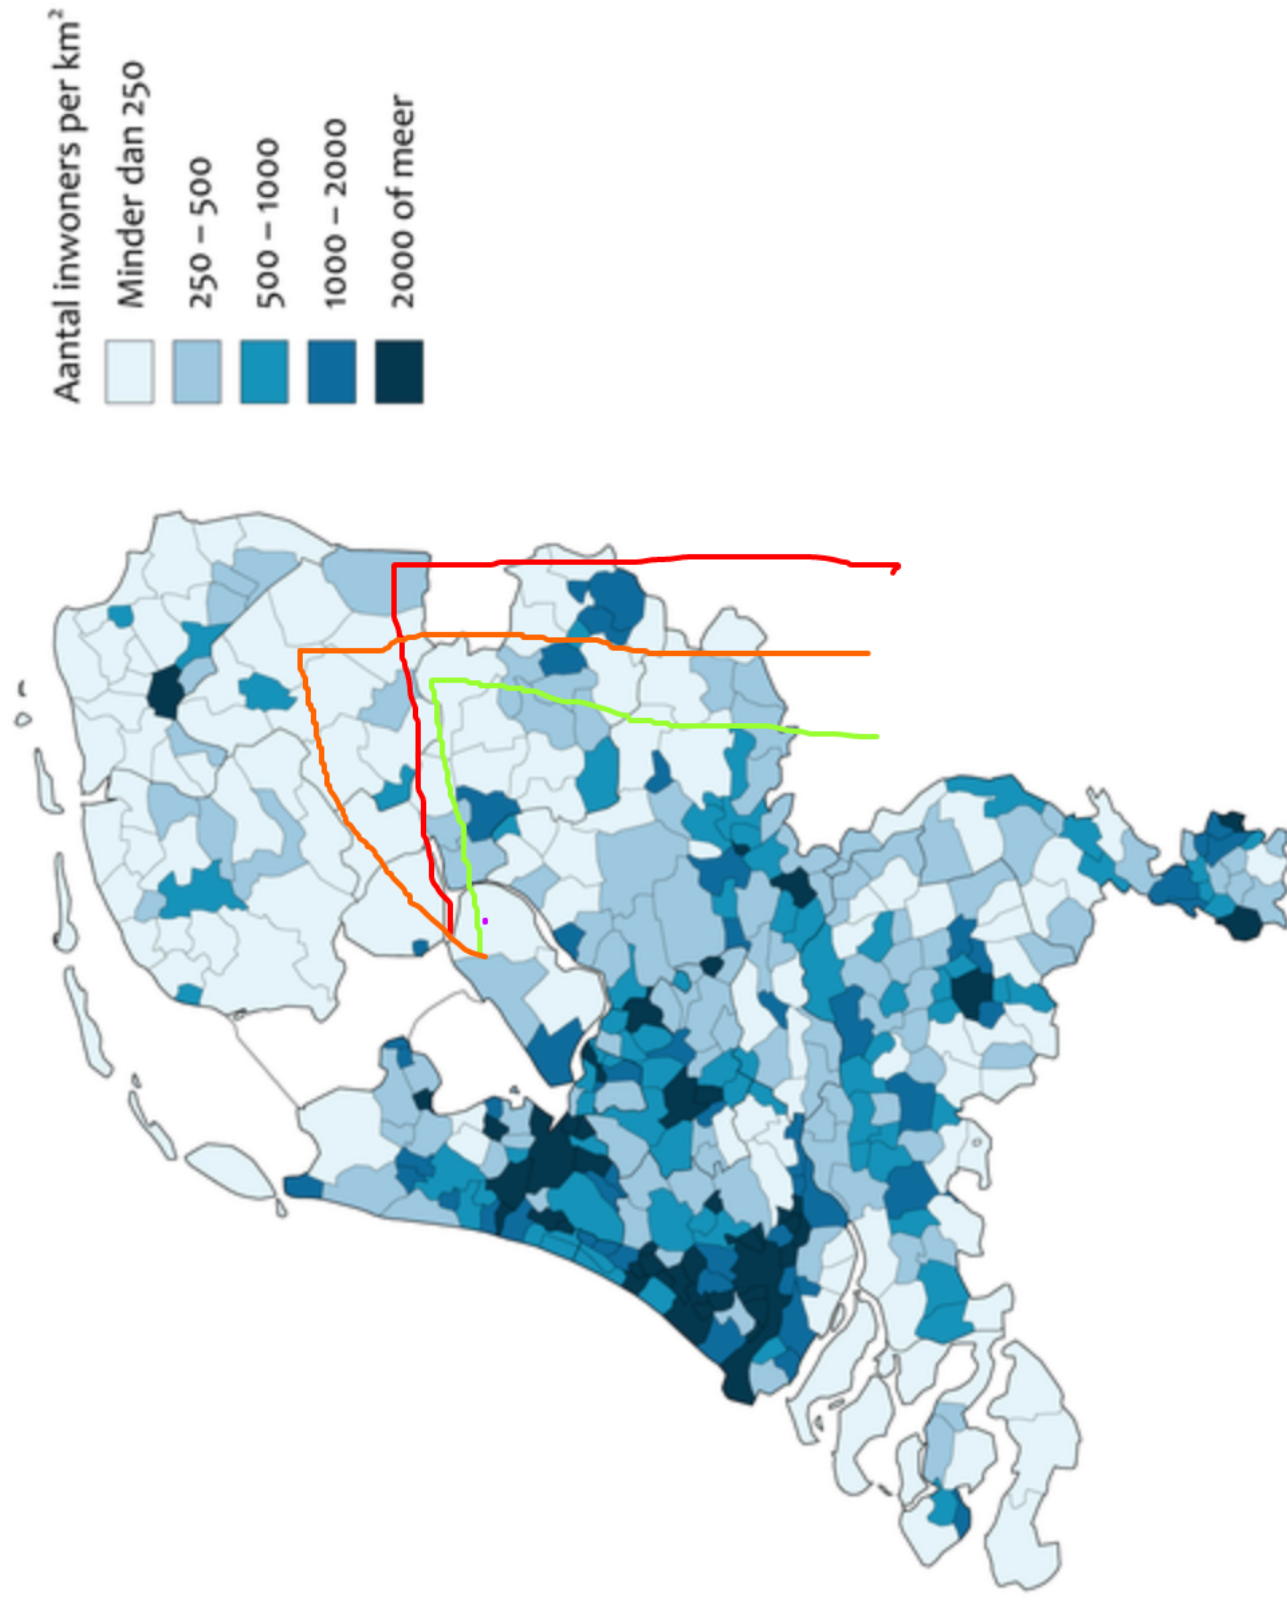 Aantal inwoners per km²
Minder dan 250
250 – 500
500 – 1000
1000 – 2000
2000 of meer